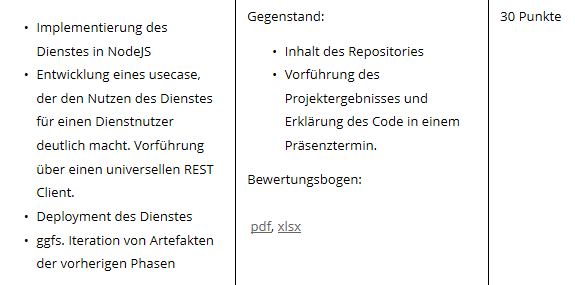 • Implementierung des
Dienstes in NodeJS
• Entwicklung eines usecase,
der den Nutzen des Dienstes
für einen Dienstnutzer
deutlich macht. Vorführung
über einen universellen REST
Client.
• Deployment des Dienstes
• ggfs. Iteration von Artefakten
der vorherigen Phasen
Gegenstand:
• Inhalt des Repositories
• Vorführung des
Projektergebnisses und
Erklärung des Code in einem
Präsenztermin.
Bewertungsbogen:
pdf, xlsx
30 Punkte